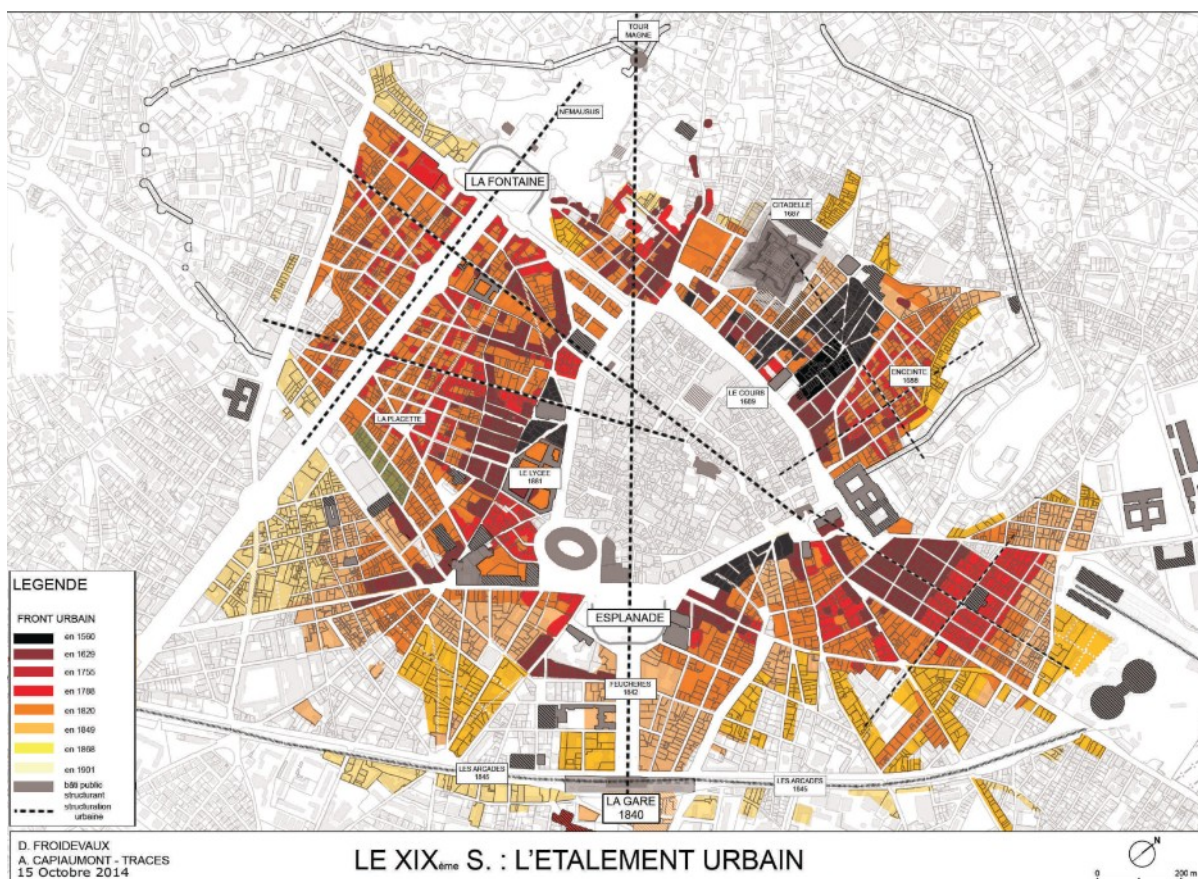 TOUR
MAGNE
NEMAUSUS
LA FONTAINE
CITADELLE
1687
LE COURS
1689
ENCEINTE
1688
LA PLACETTE
LE LYCEE
1881
ESPLANADE
FEUCHERES
1842
LES ARCADES
1845
LES ARCADES
1845
LA GARE
1840
LEGENDE
FRONT URBAIN
en 1560
en 1629
en 1755
en 1788
en 1820
en 1849
en 1868
en 1901
bâti public
structurant
structuration
urbaine
D. FROIDEVAUX
A. CAPIAUMONT - TRACES
15 Octobre 2014
LE XIXème S. : L'ETALEMENT URBAIN
N
0 200 m